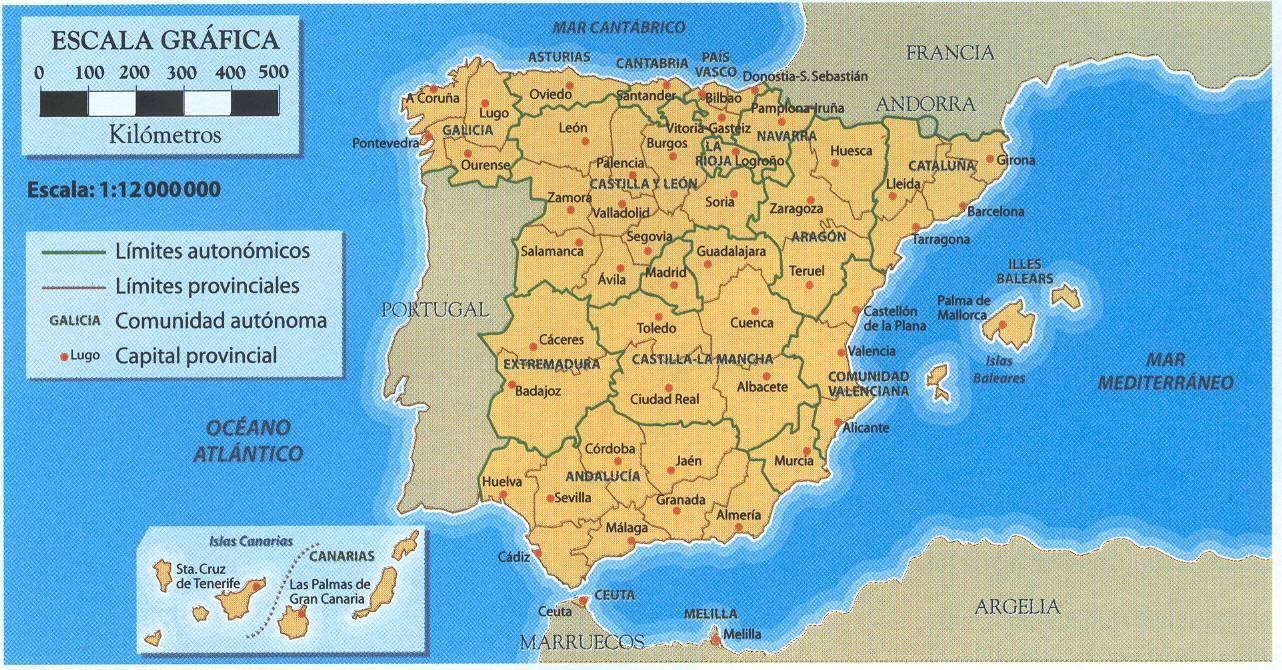 ESCALA GRÁFICA
0 100 200 300 400 500
Kilómetros
Escala: 1:12 000 000
Límites autonómicos
Límites provinciales
GALICIA Comunidad autónoma
Lugo Capital provincial
MAR CANTÁBRICO
FRANCIA
ANDORRA
ASTURIAS
CANTABRIA
PAÍS
VASCO
Donostia-S. Sebastián
A Coruña
Lugo
Oviedo
Santander
Bilbao
Pamplona-Iruña
Pontevedra
GALICIA
Ourense
León
Palencia
Burgos
Vitoria-Gasteiz
NAVARRA
LA
RIOJA
Logroño
Huesca
CATALUÑA
Girona
Lleida
Barcelona
Tarragona
CASTILLA Y LEÓN
Zamora
Valladolid
Soria
Zaragoza
ARAGÓN
Salamanca
Segovia
Ávila
Madrid
Guadalajara
Teruel
ILLES
BALEARS
Palma de
Mallorca
Islas
Baleares
MAR
MEDITERRÁNEO
PORTUGAL
Cáceres
EXTREMADURA
Badajoz
Toledo
Cuenca
CASTILLA-LA MANCHA
Ciudad Real
Albacete
Castellón
de la Plana
Valencia
COMUNIDAD
VALENCIANA
Alicante
OCÉANO
ATLÁNTICO
Córdoba
Jaén
Murcia
ANDALUCÍA
Huelva
Sevilla
Granada
Almería
Málaga
Cádiz
Islas Canarias
CANARIAS
Sta. Cruz
de Tenerife
Las Palmas de
Gran Canaria
CEUTA
Ceuta
MELILLA
Melilla
MARRUECOS
ARGELIA